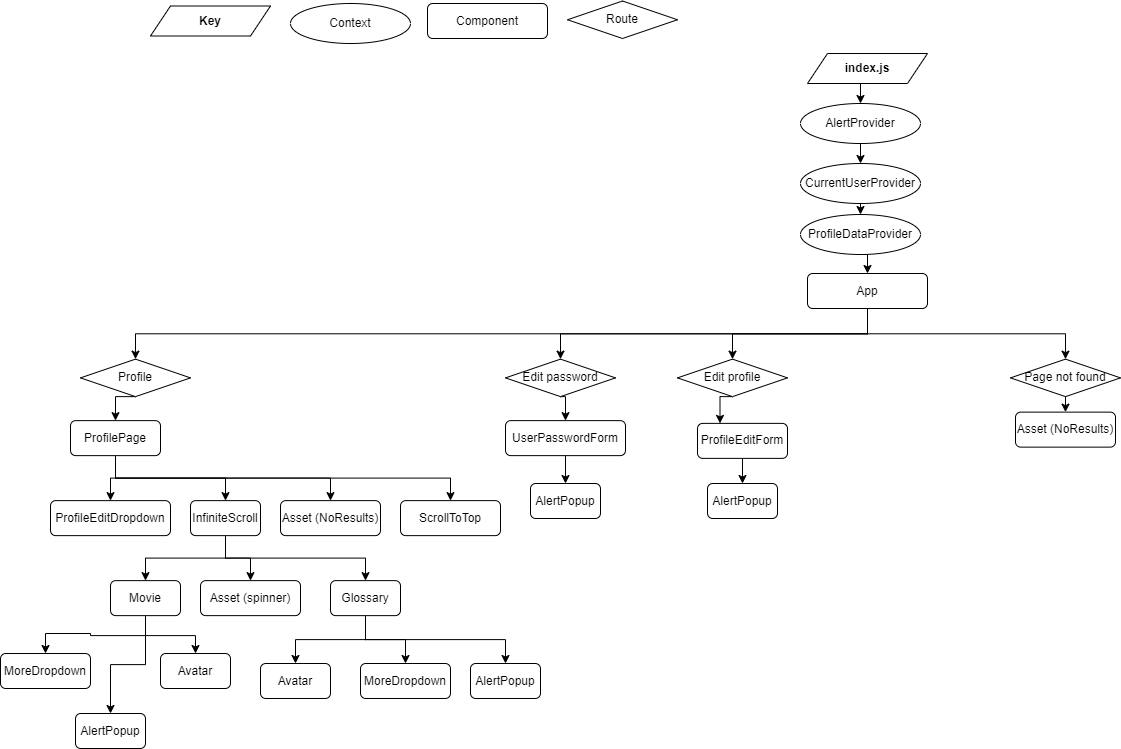 Key
Context
Component
Route
index.js
AlertProvider
CurrentUserProvider
ProfileDataProvider
App
Profile
Edit password
Edit profile
Page not found
ProfilePage
UserPasswordForm
ProfileEditForm
Asset (NoResults)
ProfileEditDropdown
InfiniteScroll
Asset (NoResults)
ScrollToTop
AlertPopup
AlertPopup
Movie
Asset (spinner)
Glossary
MoreDropdown
Avatar
Avatar
MoreDropdown
AlertPopup
AlertPopup